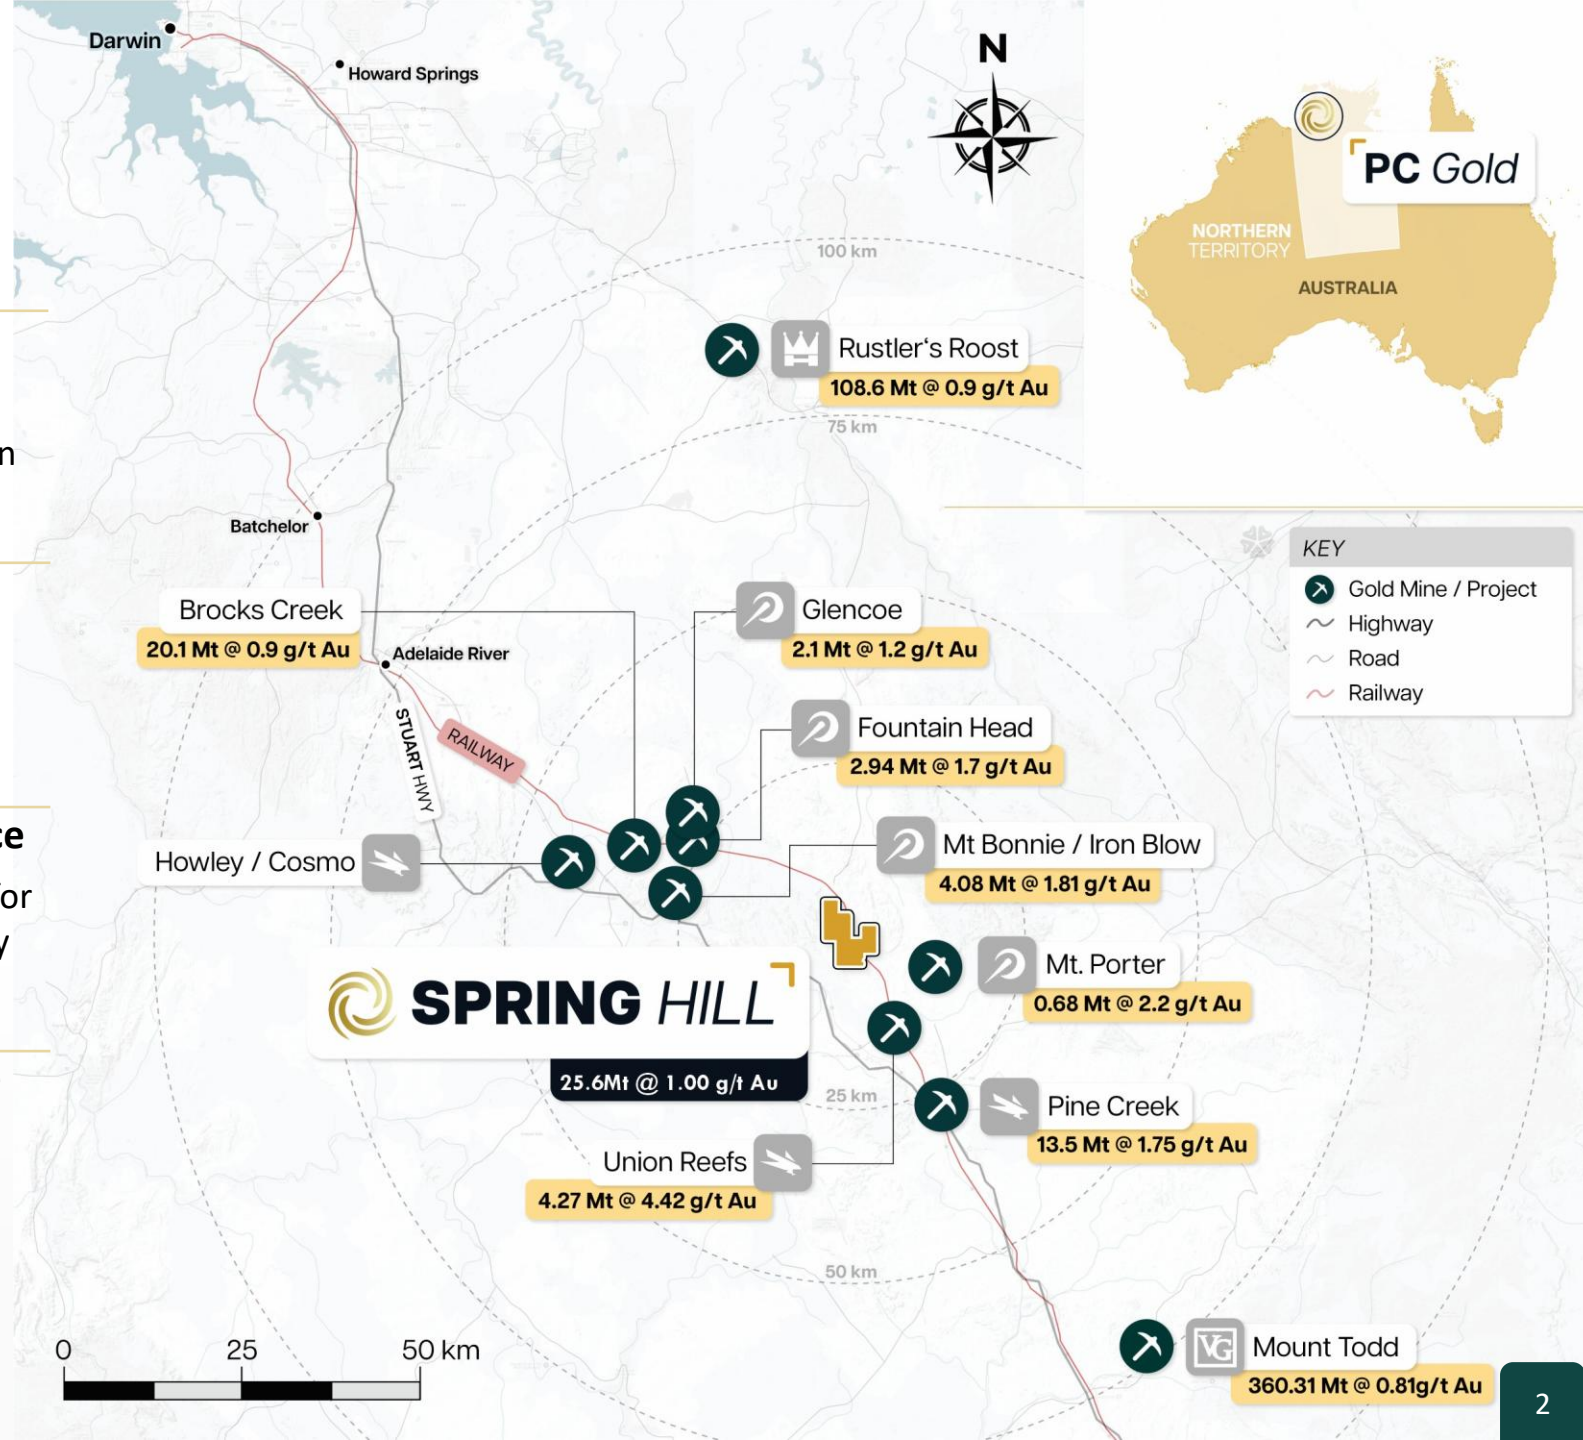 Darwin
Howard Springs
N
PC Gold
NORTHERN
TERRITORY
AUSTRALIA
100 km
Rustler's Roost
108.6 Mt @ 0.9 g/t Au
75 km
n
Batchelor
KEY
Gold Mine / Project
Highway
Road
Railway
Brocks Creek
20.1 Mt @ 0.9 g/t Au
Glencoe
2.1 Mt @ 1.2 g/t Au
Adelaide River
STUART HWY
RAILWAY
Fountain Head
2.94 Mt @ 1.7 g/t Au
ce
for
y
Howley / Cosmo
Mt Bonnie / Iron Blow
4.08 Mt @ 1.81 g/t Au
SPRING HILL
25.6Mt @ 1.00 g/t Au
Mt. Porter
0.68 Mt @ 2.2 g/t Au
25 km
Pine Creek
13.5 Mt @ 1.75 g/t Au
Union Reefs
4.27 Mt @ 4.42 g/t Au
50 km
0 25 50 km
VG
Mount Todd
360.31 Mt @ 0.81g/t Au
2